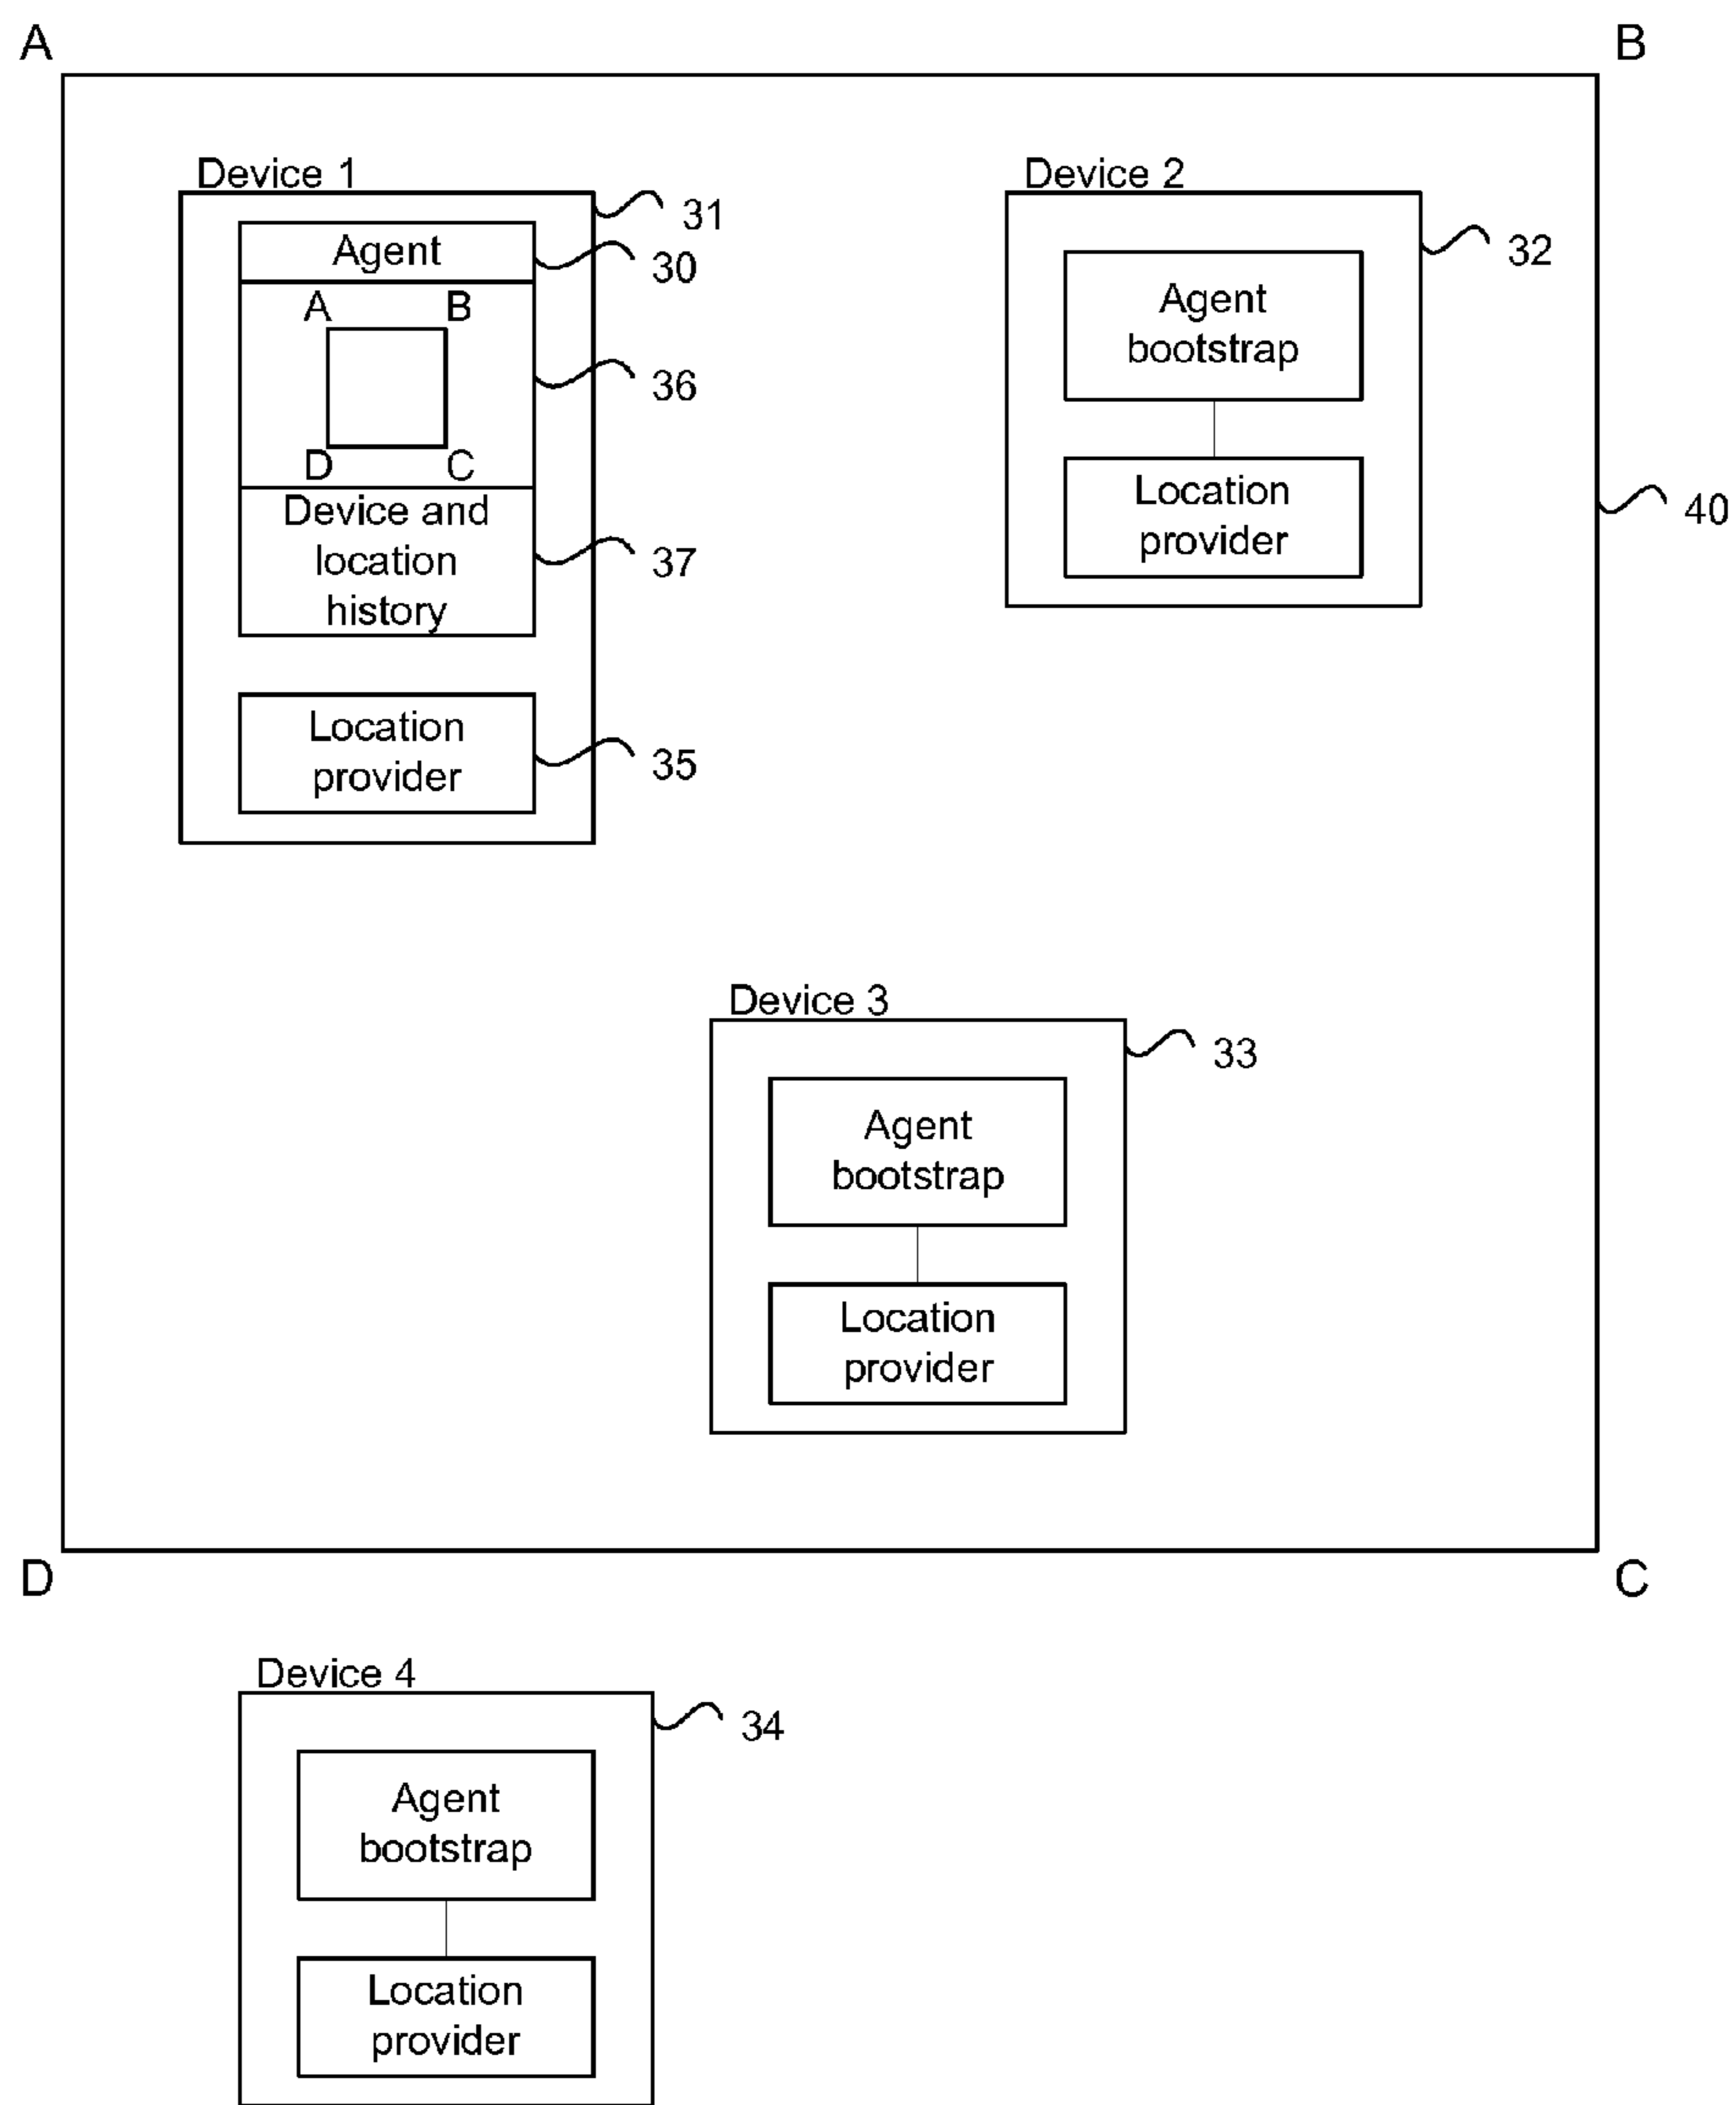 A
B
Device 1
31
Agent
30
A
B
36
D
C
Device and
location
history
37
Location
provider
35
Device 2
32
Agent
bootstrap
Location
provider
40
Device 3
33
Agent
bootstrap
Location
provider
D
C
Device 4
34
Agent
bootstrap
Location
provider